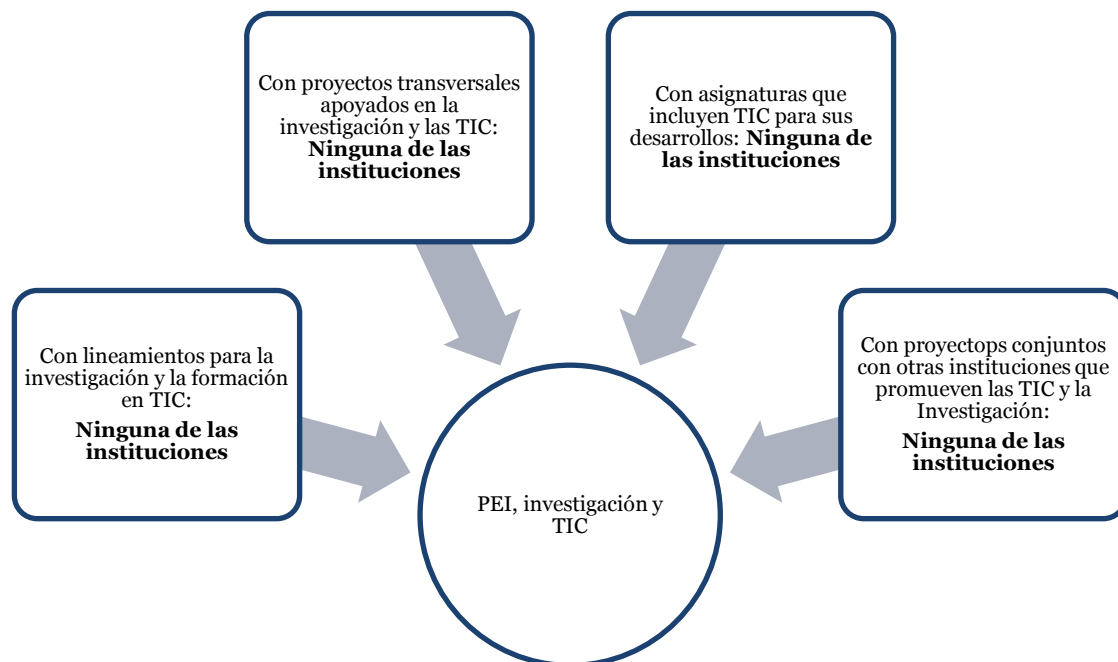 Con proyectos transversales
apoyados en la
investigación y las TIC:
Ninguna de las
instituciones
Con asignaturas que
incluyen TIC para sus
desarrollos: Ninguna de
las instituciones
Con lineamientos para la
investigación y la formación
en TIC:
Ninguna de las
instituciones
Con proyectops conjuntos
con otras instituciones que
promueven las TIC y la
Investigación:
Ninguna de las
instituciones
PEI, investigación y
TIC